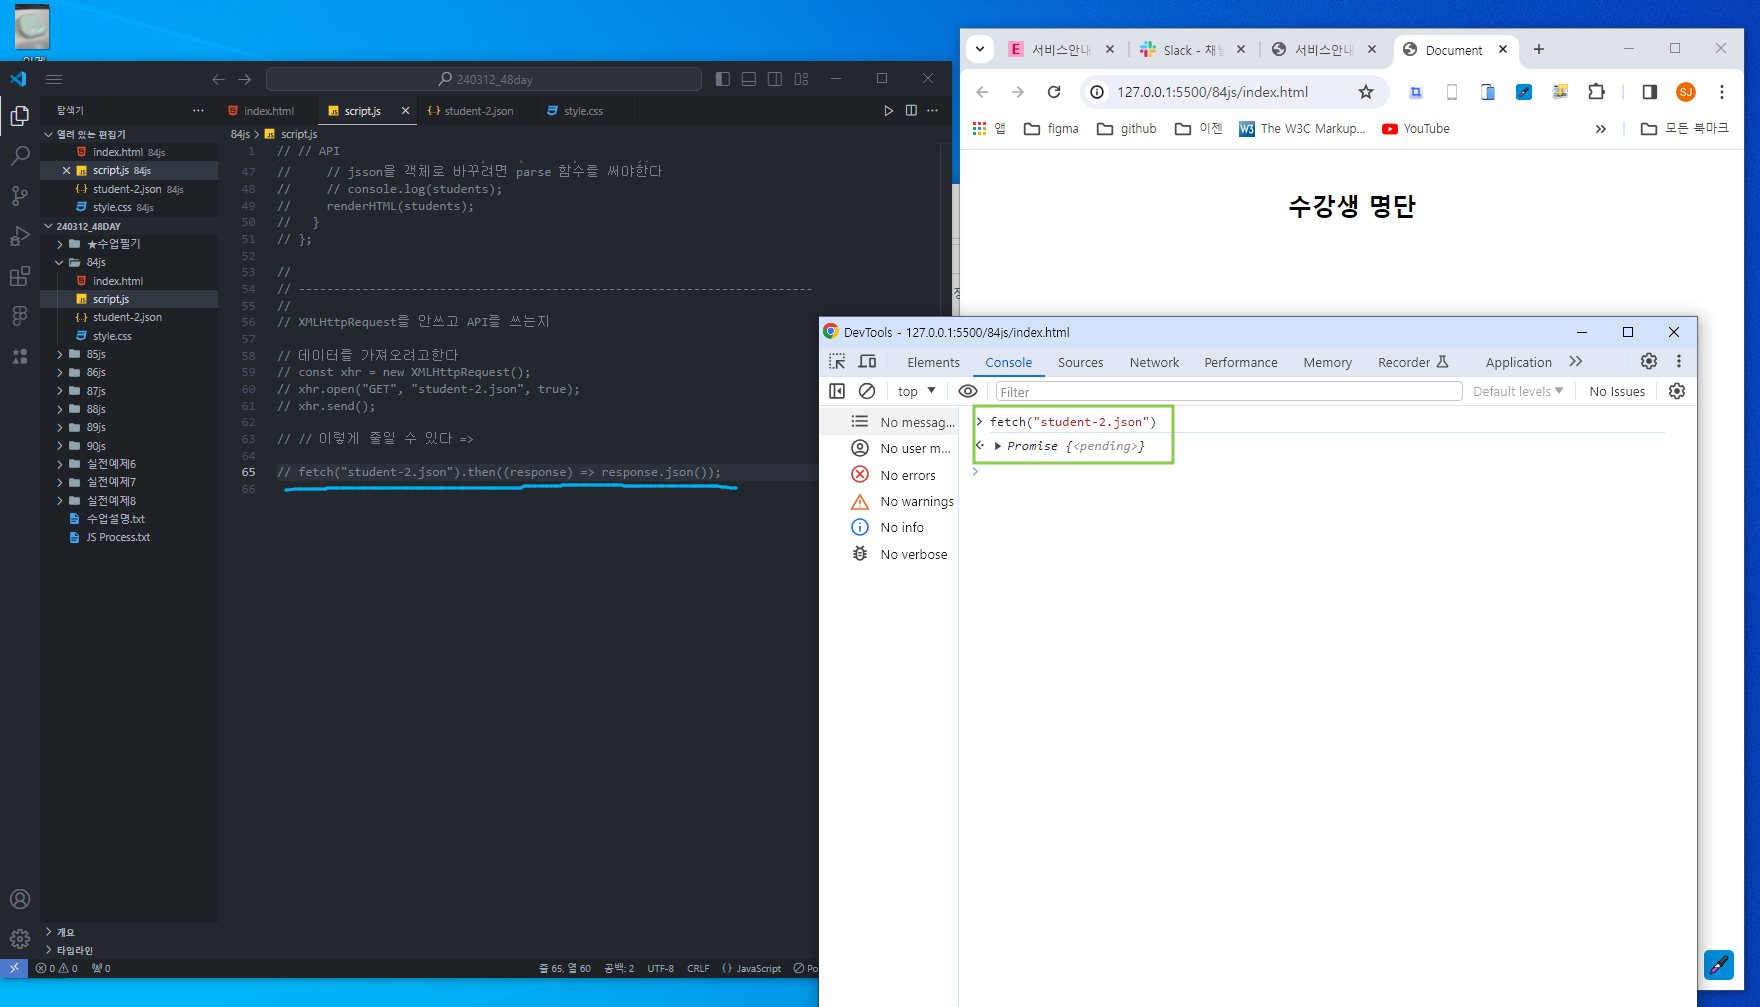 240312_48day
탐색기
index.html
script.js
student-2.json
style.css
열려 있는 편집기
index.html 84js
script.js 84js
student-2.json 84js
style.css 84js
240312_48DAY
★수업필기
84js
index.html
script.js
student-2.json
style.css
85js
86js
87js
88js
89js
90js
실전예제6
실전예제7
실전예제8
수업설명.txt
JS Process.txt
개요
타임라인
84js > script.js
1 // // API
47 // // jsson을 객체로 바꾸려면 parse 함수를 써야한다
48 // // console.log(students);
49 // renderHTML(students);
50 // }
51 // };
52
53 //
54 // -------------------------------------------------------------------------
55 //
56 // XMLHttpRequest를 안쓰고 API를 쓰는지
57
58 // 데이터를 가져오려고한다
59 // const xhr = new XMLHttpRequest();
60 // xhr.open("GET", "student-2.json", true);
61 // xhr.send();
62
63 // // 이렇게 줄일 수 있다 =>
64
65 // fetch("student-2.json").then((response) => response.json());
66
0 0 0
줄 65, 열 60 공백: 2 UTF-8 CRLF {} JavaScript Po
E 서비스안내
Slack - 채널
서비스안내
Document
127.0.0.1:5500/84js/index.html
SJ
앱 figma github 이젠 W3 The W3C Markup... YouTube
모든 북마크
수강생 명단
DevTools - 127.0.0.1:5500/84js/index.html
Elements Console Sources Network Performance Memory Recorder Application
top Filter Default levels No Issues
No messag...
No user m...
No errors
No warnings
No info
No verbose
> fetch("student-2.json")
Promise {<pending>}
>